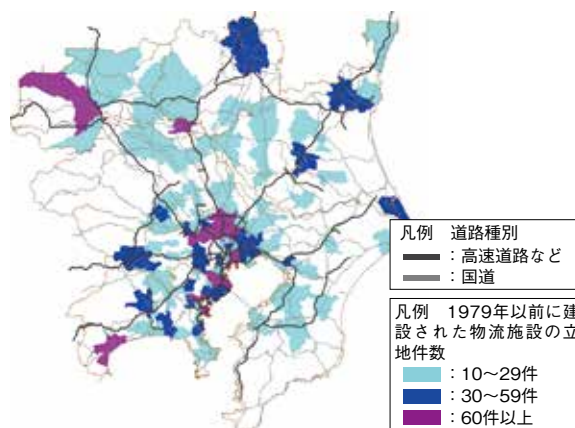 凡例　道路種別
：高速道路など
：国道
凡例　1979年以前に建
設された物流施設の立
地件数
：10〜29件
：30〜59件
：60件以上